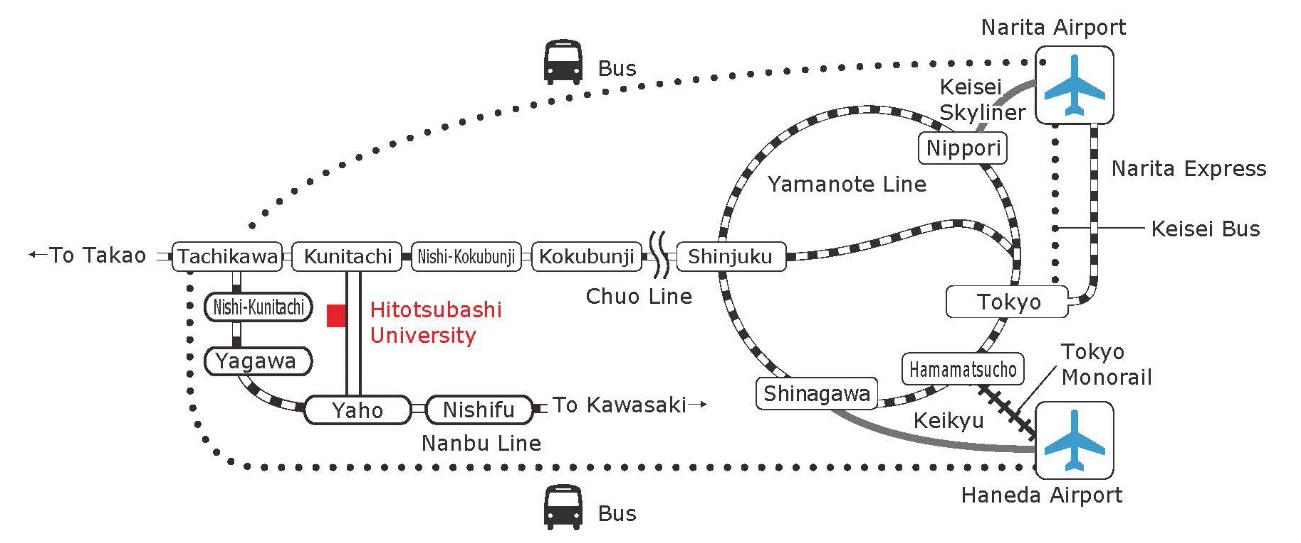 Narita Airport
Bus
Keisei
Skyliner
Nippori
Yamanote Line
Narita Express
Keisei Bus
←To Takao
Tachikawa
Kunitachi
Nishi-Kokubunji
Kokubunji
Shinjuku
Chuo Line
Tokyo
Nishi-Kunitachi
Hitotsubashi
University
Yagawa
Hamamatsucho
Tokyo
Monorail
Shinagawa
Yaho
Nishifu
To Kawasaki→
Keikyu
Nanbu Line
Haneda Airport
Bus